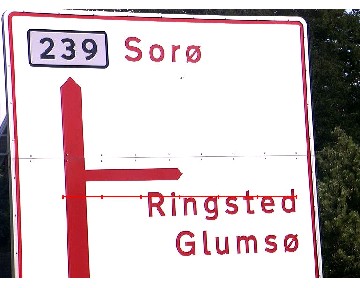 239 Sorø
Ringsted
Glumsø